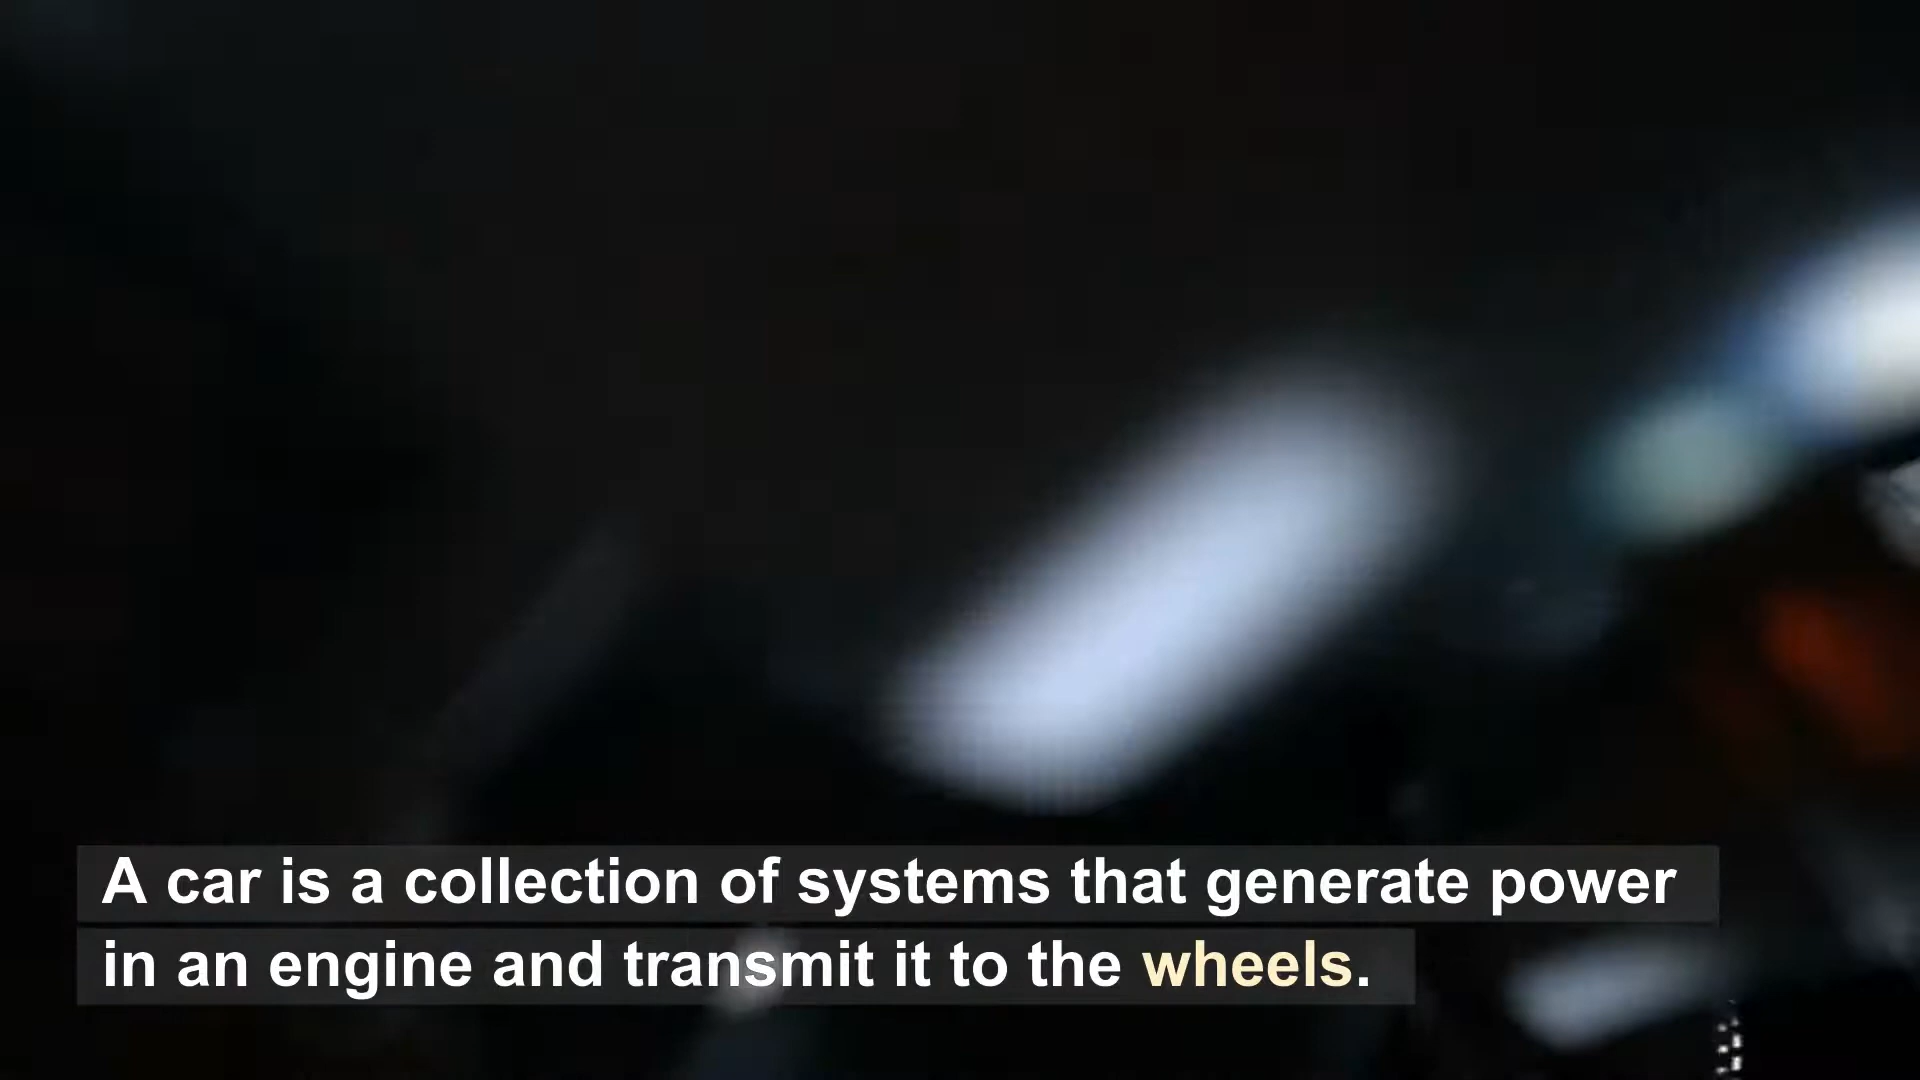 A car is a collection of systems that generate power
in an engine and transmit it to the wheels.